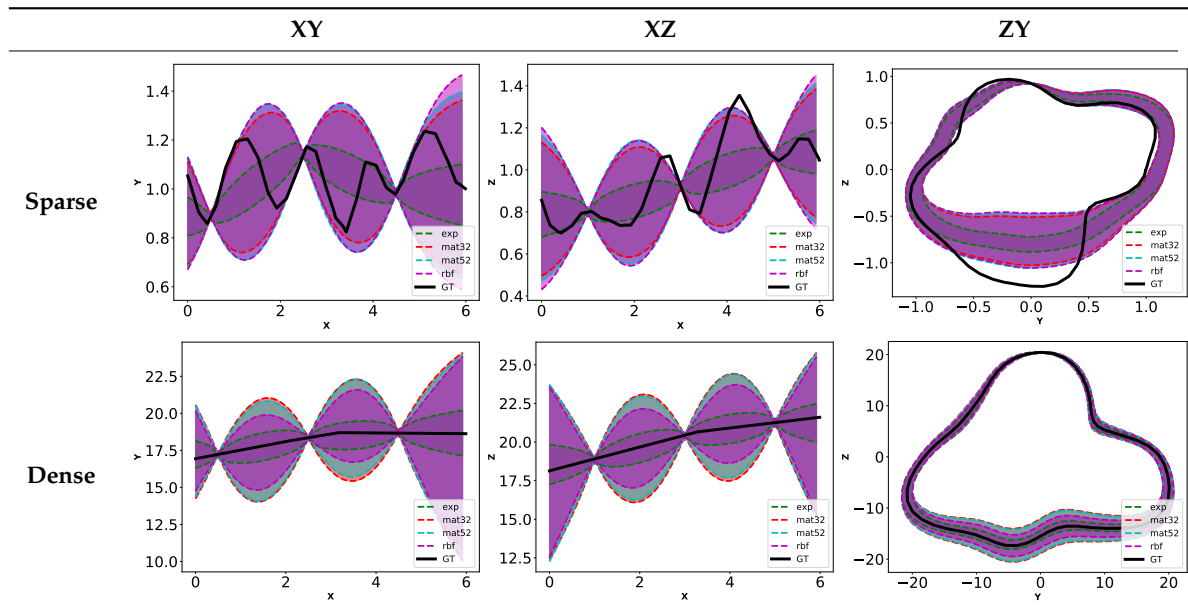 XY XZ ZY
Sparse
Y
1.4
1.2
1.0
0.8
0.6
0 2 4 6
X
exp
mat32
mat52
rbf
GT
Z
1.4
1.2
1.0
0.8
0.6
0.4
0 2 4 6
X
exp
mat32
mat52
rbf
GT
Z
1.0
0.5
0.0
−0.5
−1.0
−1.0 −0.5 0.0 0.5 1.0
Y
exp
mat32
mat52
rbf
GT
Dense
Y
22.5
20.0
17.5
15.0
12.5
10.0
0 2 4 6
X
exp
mat32
mat52
rbf
GT
Z
25.0
22.5
20.0
17.5
15.0
12.5
0 2 4 6
X
exp
mat32
mat52
rbf
GT
Z
20
10
0
−10
−20
−20 −10 0 10 20
Y
exp
mat32
mat52
rbf
GT